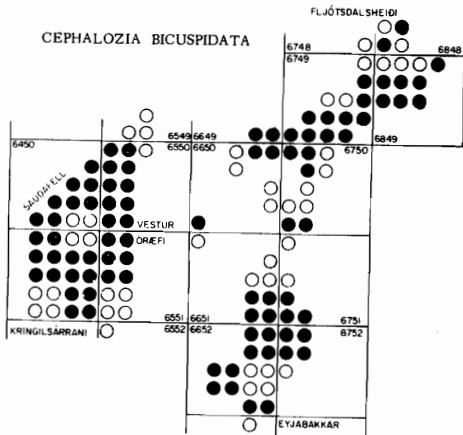 FLJÓTSDALSHEIÐI
CEPHALOZIA BICUSPIDATA
6748 6848
6749
6450 6549 6649 6849
6550 6650 6750
SAUÐAFELL
VESTUR
ÖRÆFI
6551 6651 6751
KRINGILSÁRRANI 6552 6652 6752
EYJABAKKAR